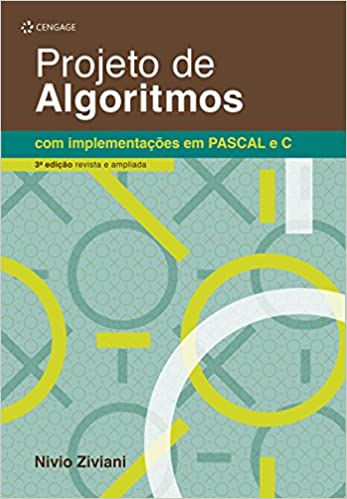 CENGAGE
Projeto de
Algoritmos
com implementações em PASCAL e C
3ª edição revista e ampliada
Nivio Ziviani